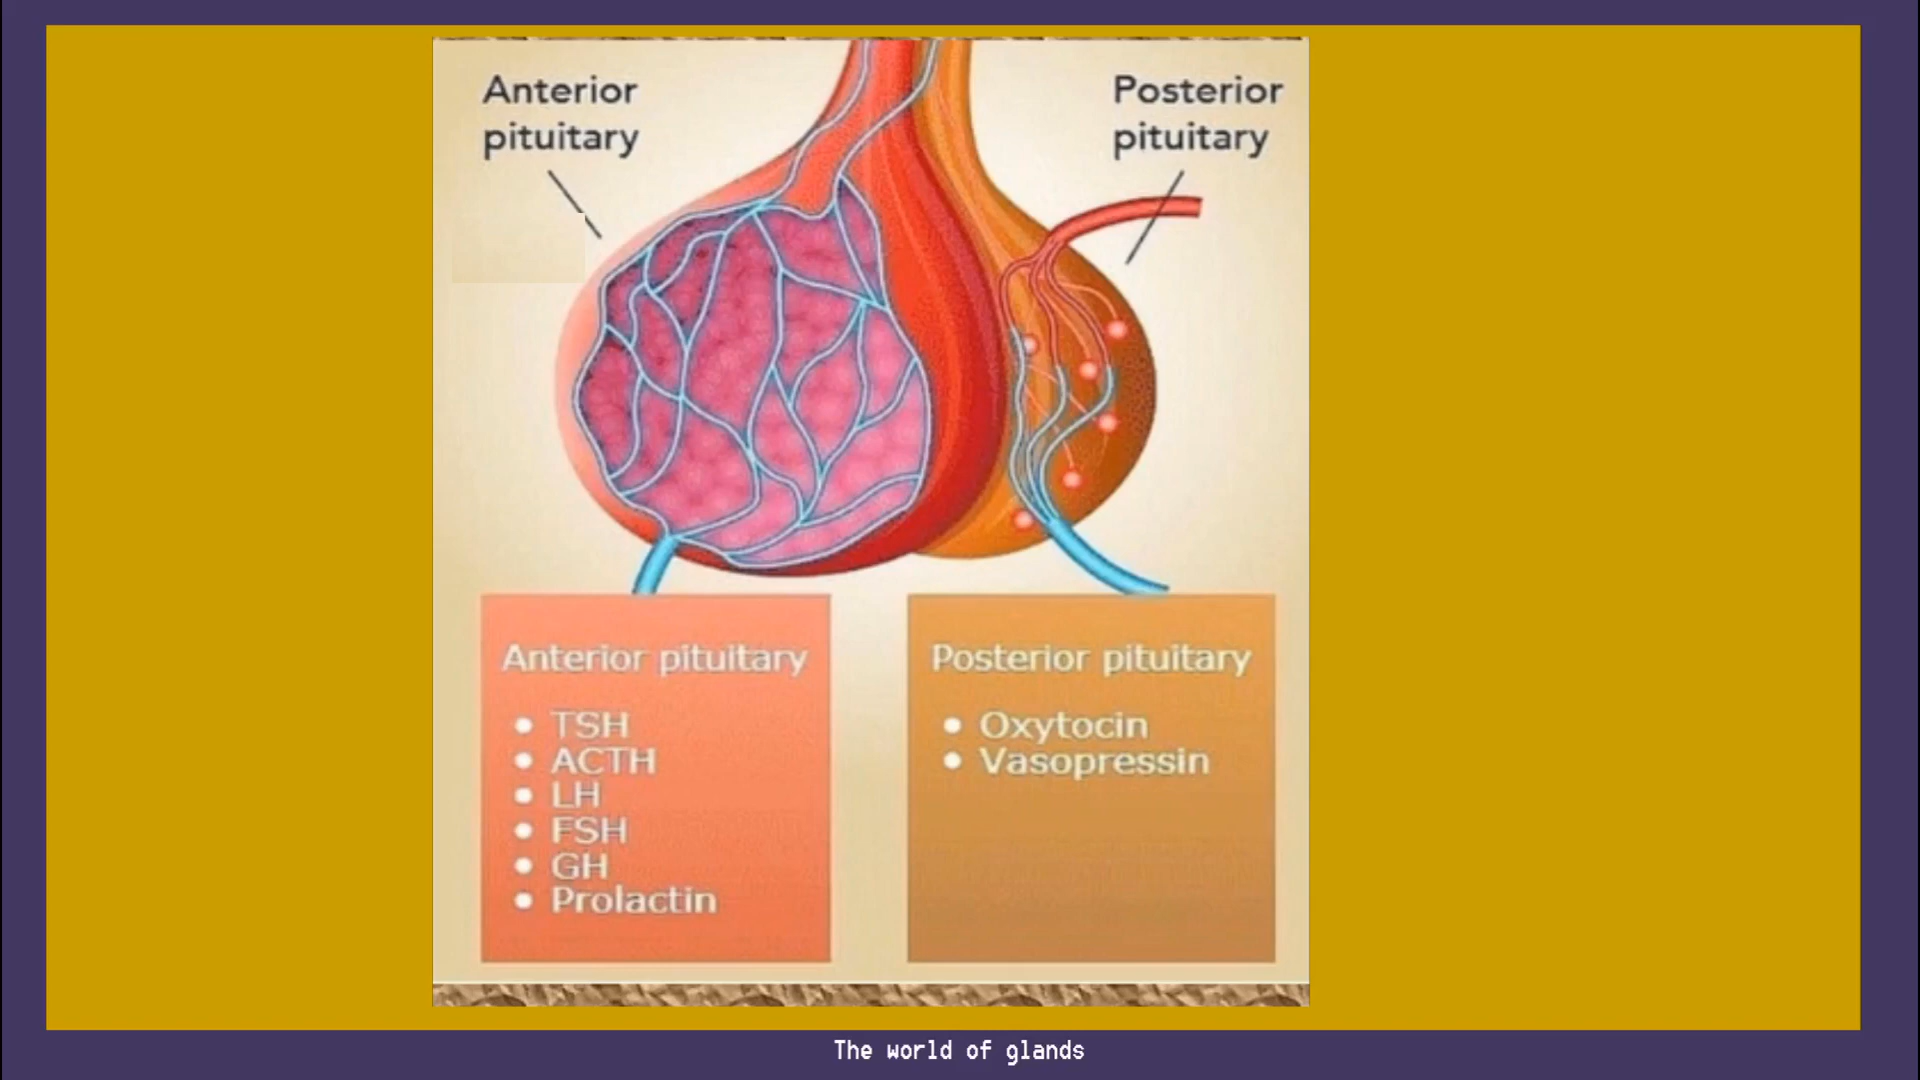 Anterior
pituitary
Posterior
pituitary
Anterior pituitary
• TSH
• ACTH
• LH
• FSH
• GH
• Prolactin
Posterior pituitary
• Oxytocin
• Vasopressin
The world of glands